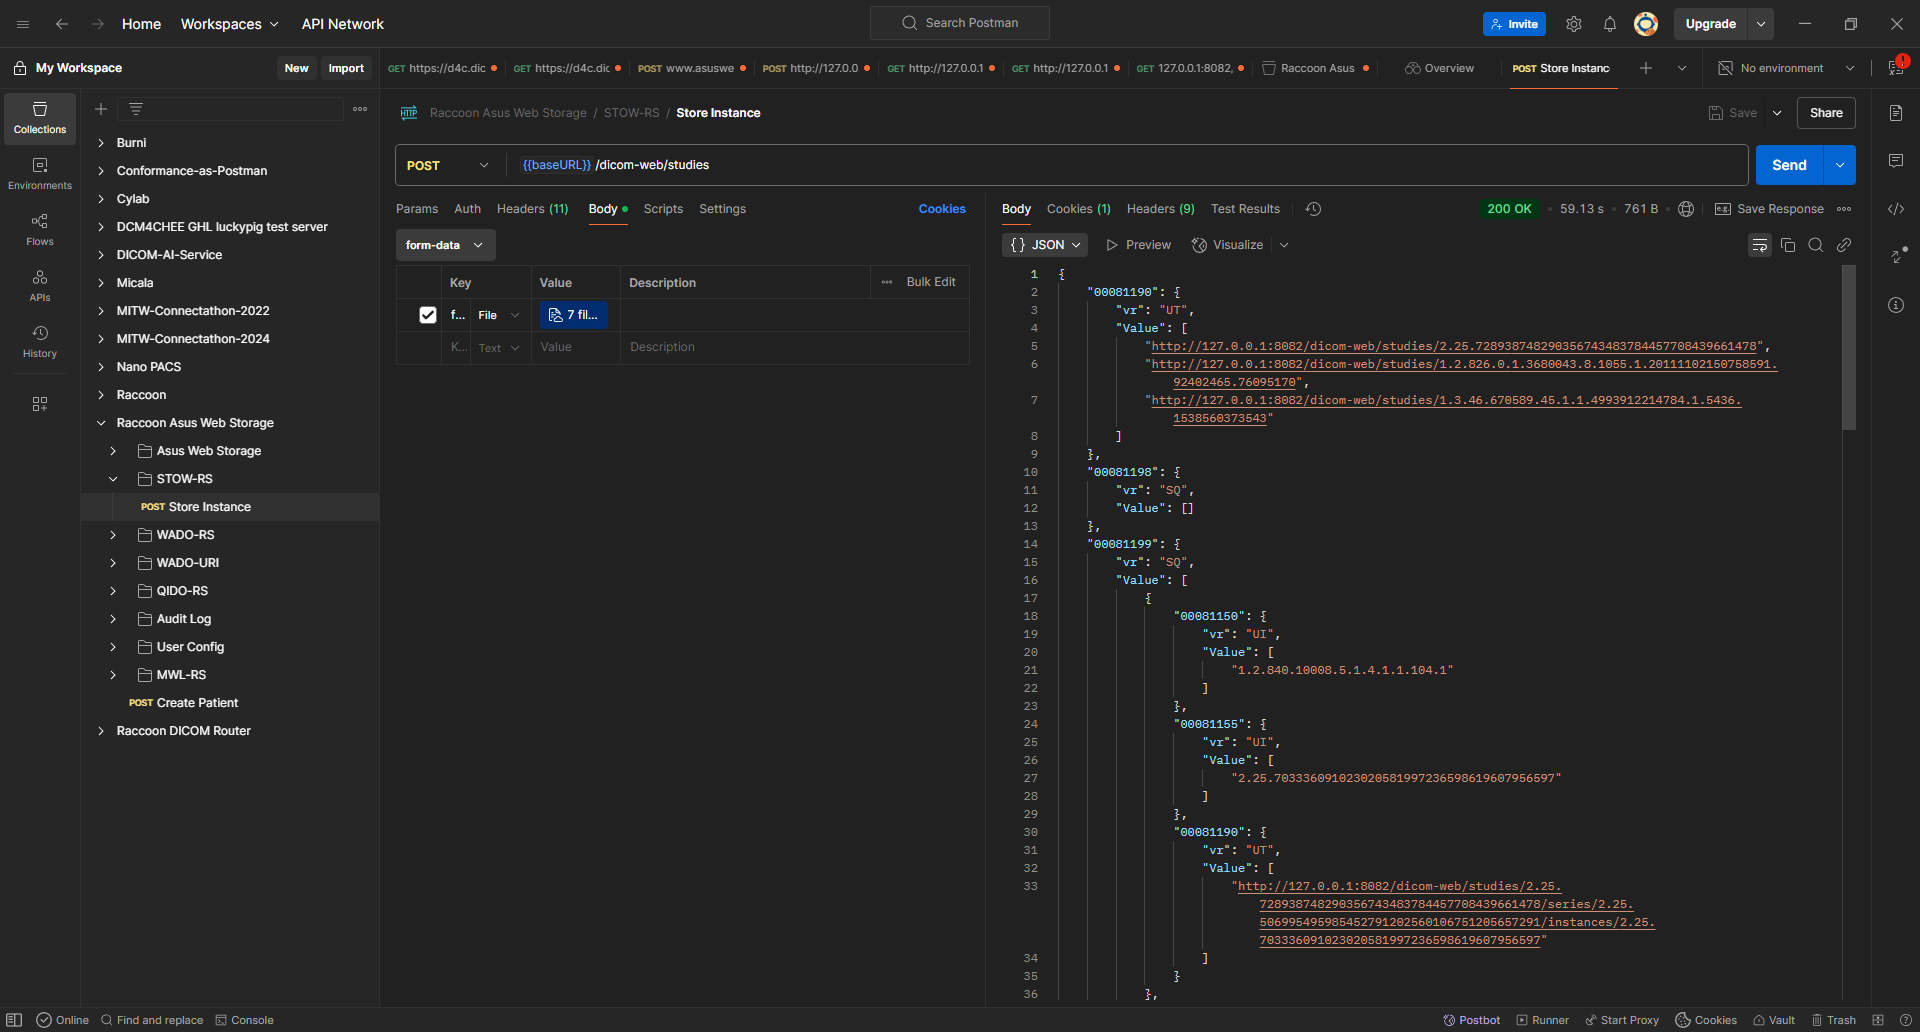 Home
Workspaces
API Network
Search Postman
Invite
Upgrade
My Workspace
New
Import
GET https://d4c.dic
GET https://d4c.dic
POST www.asuswe
POST http://127.0.0
GET http://127.0.0.1
GET http://127.0.0.1
GET 127.0.0.1:8082,
Raccoon Asus
Overview
POST Store Instanc
No environment
Collections
Environments
Flows
APIs
History
Burni
Conformance-as-Postman
Cylab
DCM4CHEE GHL luckypig test server
DICOM-AI-Service
Micala
MITW-Connectathon-2022
MITW-Connectathon-2024
Nano PACS
Raccoon
Raccoon Asus Web Storage
Asus Web Storage
STOW-RS
POST Store Instance
WADO-RS
WADO-URI
QIDO-RS
Audit Log
User Config
MWL-RS
POST Create Patient
Raccoon DICOM Router
HTTP Raccoon Asus Web Storage / STOW-RS / Store Instance
Save
Share
POST
{{baseURL}} /dicom-web/studies
Send
Params Auth Headers (11) Body Scripts Settings
Cookies
form-data
Key Value Description ••• Bulk Edit
f... File 7 fil...
K... Text Value Description
Body Cookies (1) Headers (9) Test Results
200 OK • 59.13 s • 761 B
e.g. Save Response •••
{} JSON Preview Visualize
1 {
2 "00081190": {
3 "vr": "UT",
4 "Value": [
5 "http://127.0.0.1:8082/dicom-web/studies/2.25.728938748290356743483784457708439661478",
6 "http://127.0.0.1:8082/dicom-web/studies/1.2.826.0.1.3680043.8.1055.1.20111102150758591.
92402465.76095170",
7 "http://127.0.0.1:8082/dicom-web/studies/1.3.46.670589.45.1.1.4993912214784.1.5436.
1538560373543"
8 ]
9 },
10 "00081198": {
11 "vr": "SQ",
12 "Value": []
13 },
14 "00081199": {
15 "vr": "SQ",
16 "Value": [
17 {
18 "00081150": {
19 "vr": "UI",
20 "Value": [
21 "1.2.840.10008.5.1.4.1.1.104.1"
22 ]
23 },
24 "00081155": {
25 "vr": "UI",
26 "Value": [
27 "2.25.703336091023020581997236598619607956597"
28 ]
29 },
30 "00081190": {
31 "vr": "UT",
32 "Value": [
33 "http://127.0.0.1:8082/dicom-web/studies/2.25.
728938748290356743483784457708439661478/series/2.25.
506995495985452791202560106751205657291/instances/2.25.
703336091023020581997236598619607956597"
34 ]
35 }
36 },
Online
Find and replace
Console
Postbot
Runner
Start Proxy
Cookies
Vault
Trash